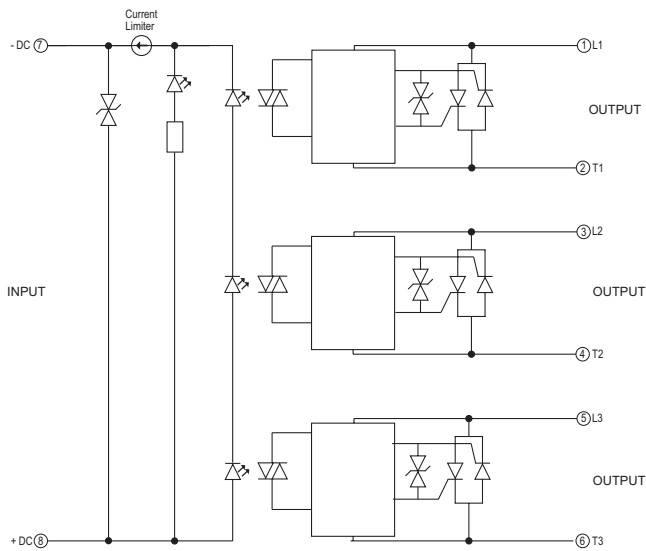 Current
Limiter
- DC 7
1 L1
OUTPUT
2 T1
3 L2
INPUT
OUTPUT
4 T2
5 L3
OUTPUT
+ DC 8
6 T3